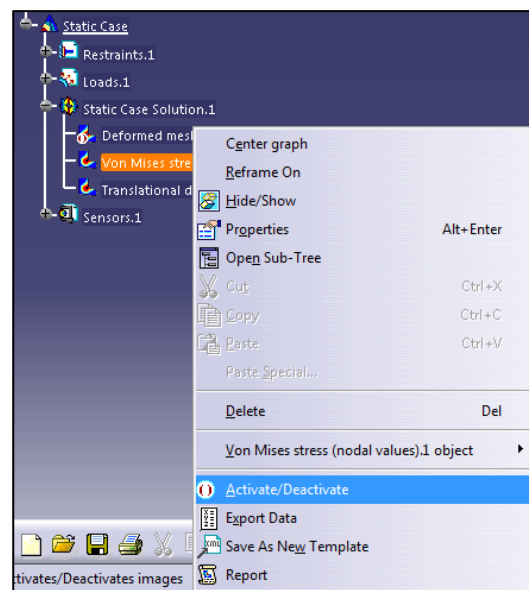 Static Case
Restraints.1
Loads.1
Static Case Solution.1
Deformed mes
Von Mises stre
Translational d
Sensors.1
Center graph
Reframe On
Hide/Show
Properties Alt+Enter
Open Sub-Tree
Cut Ctrl+X
Copy Ctrl+C
Paste Ctrl+V
Paste Special...
Delete Del
Von Mises stress (nodal values).1 object
Activate/Deactivate
Export Data
Save As New Template
Report
tivates/Deactivates images